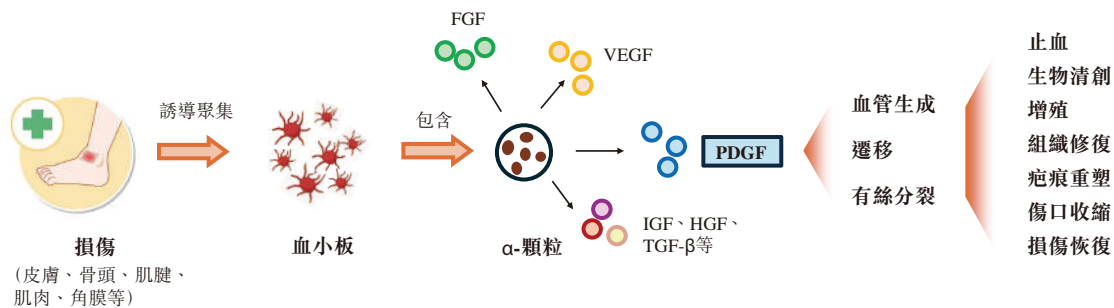 損傷
(皮膚、骨頭、肌腱、
肌肉、角膜等)
誘導聚集
血小板
包含
FGF
VEGF
α-顆粒
PDGF
IGF、HGF、
TGF-β等
血管生成
遷移
有絲分裂
止血
生物清創
增殖
組織修復
疤痕重塑
傷口收縮
損傷恢復